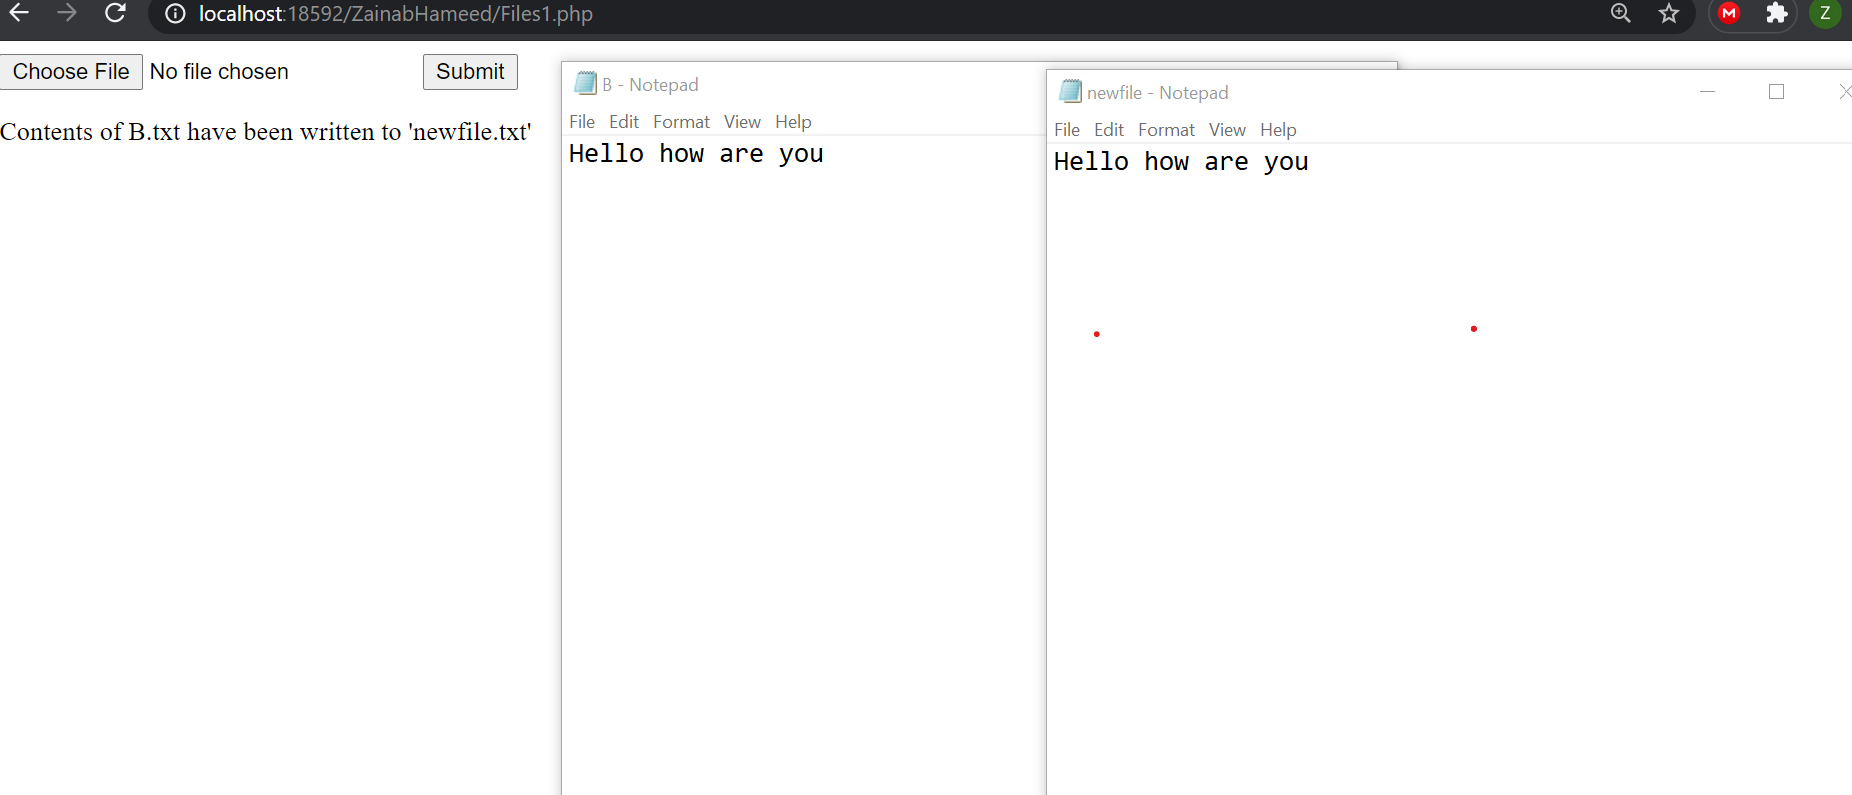 localhost:18592/ZainabHameed/Files1.php
M
Z
Choose File No file chosen Submit
Contents of B.txt have been written to 'newfile.txt'
B - Notepad
File Edit Format View Help
Hello how are you
newfile - Notepad
File Edit Format View Help
Hello how are you